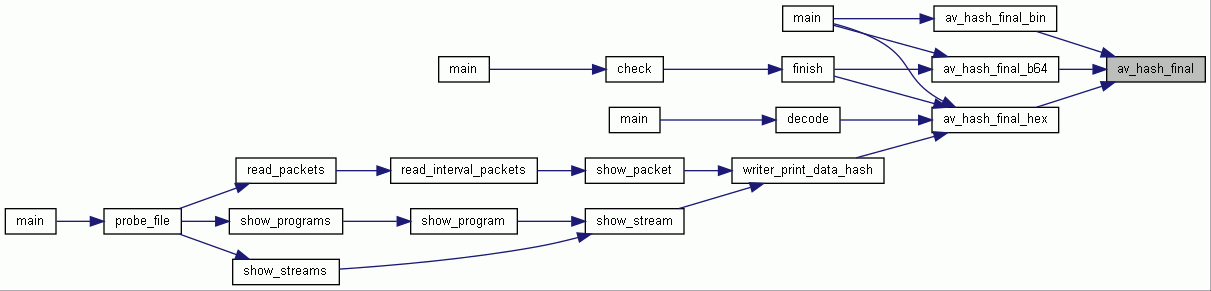 main
av_hash_final_bin
main
check
finish
av_hash_final_b64
av_hash_final
main
decode
av_hash_final_hex
read_packets
read_interval_packets
show_packet
writer_print_data_hash
main
probe_file
show_programs
show_program
show_stream
show_streams